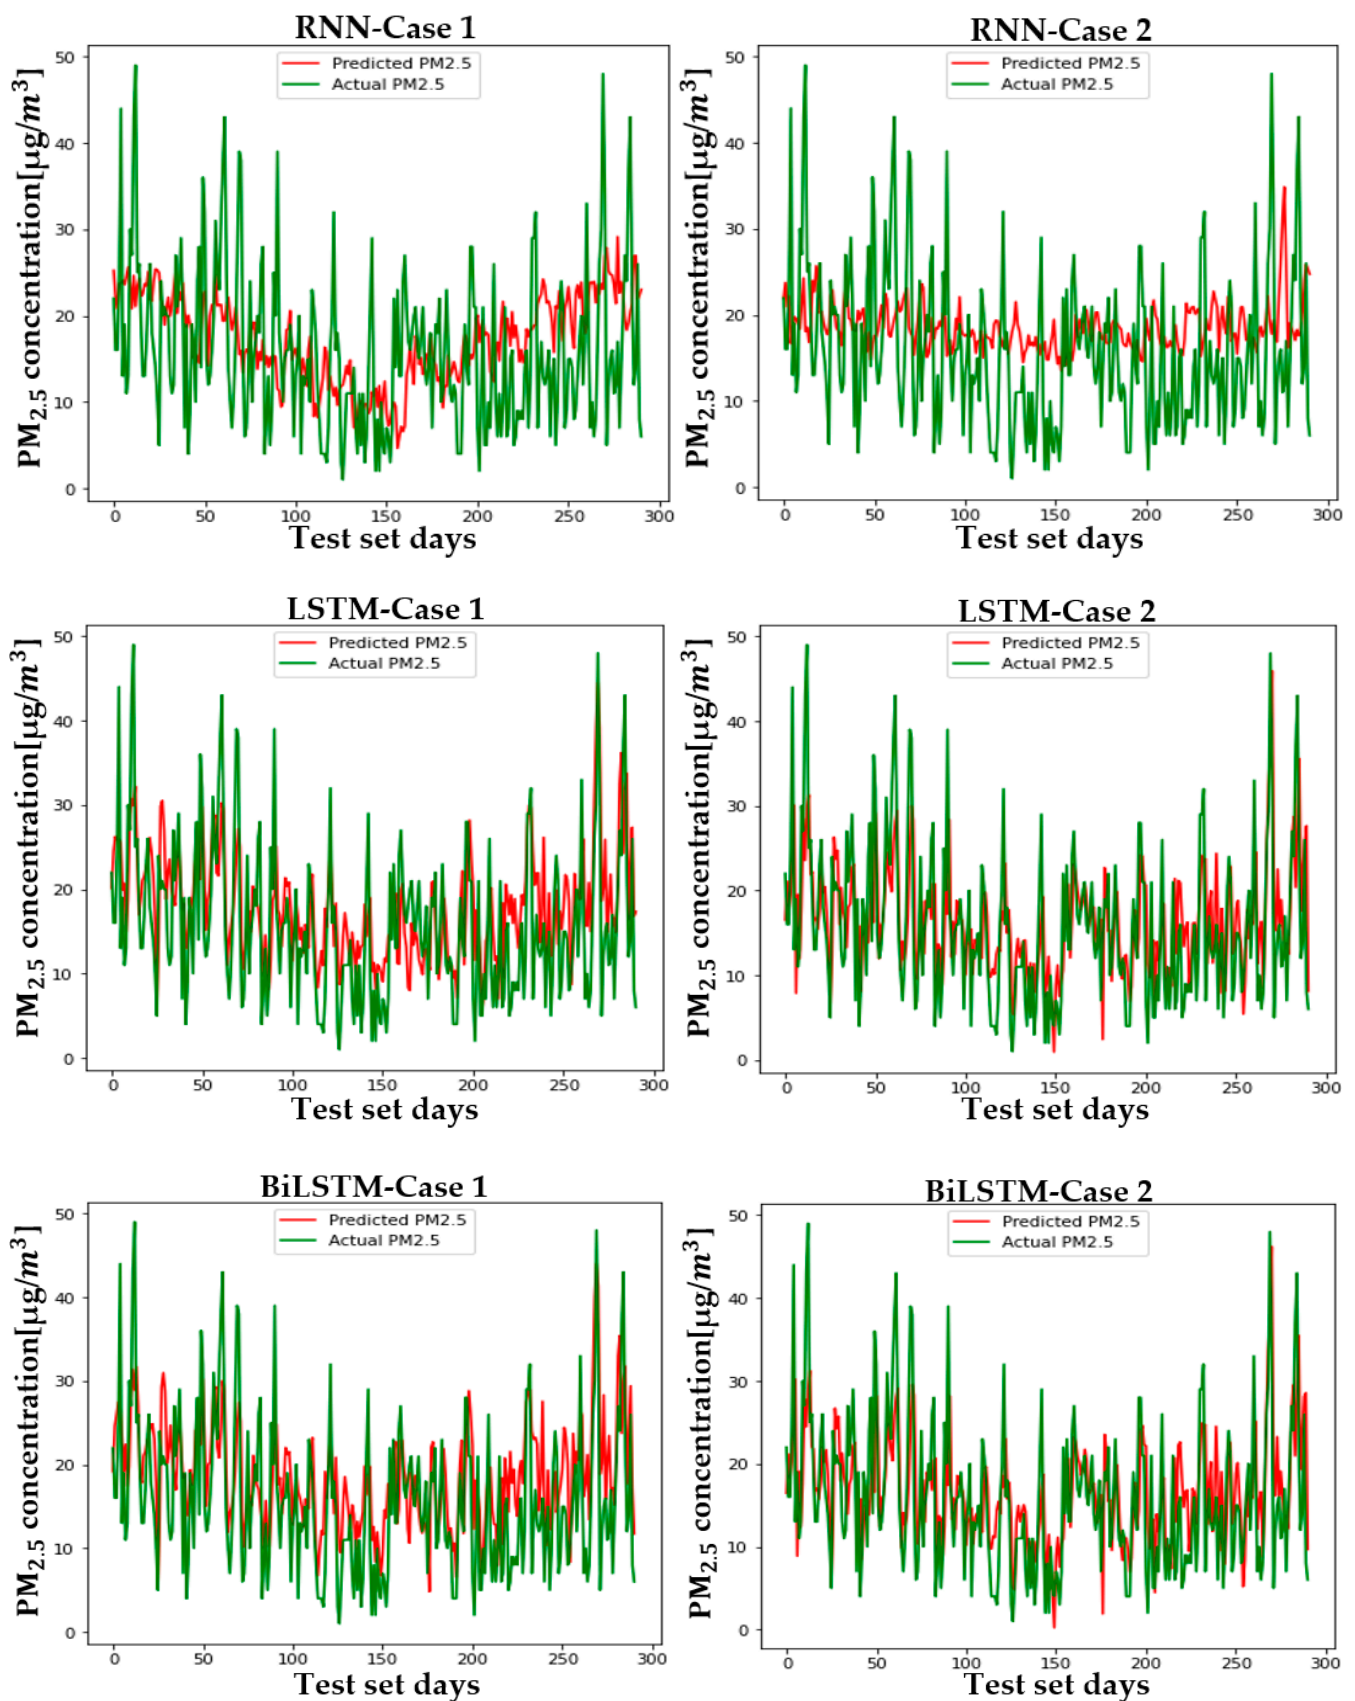 RNN-Case 1
Predicted PM2.5
Actual PM2.5
PM2.5 concentration[μg/m³]
50
40
30
20
10
0
0 50 100 150 200 250 300
Test set days
RNN-Case 2
Predicted PM2.5
Actual PM2.5
PM2.5 concentration[μg/m³]
50
40
30
20
10
0
0 50 100 150 200 250 300
Test set days
LSTM-Case 1
Predicted PM2.5
Actual PM2.5
PM2.5 concentration[μg/m³]
50
40
30
20
10
0
0 50 100 150 200 250 300
Test set days
LSTM-Case 2
Predicted PM2.5
Actual PM2.5
PM2.5 concentration[μg/m³]
50
40
30
20
10
0
0 50 100 150 200 250 300
Test set days
BiLSTM-Case 1
Predicted PM2.5
Actual PM2.5
PM2.5 concentration[μg/m³]
50
40
30
20
10
0
0 50 100 150 200 250 300
Test set days
BiLSTM-Case 2
Predicted PM2.5
Actual PM2.5
PM2.5 concentration[μg/m³]
50
40
30
20
10
0
0 50 100 150 200 250 300
Test set days